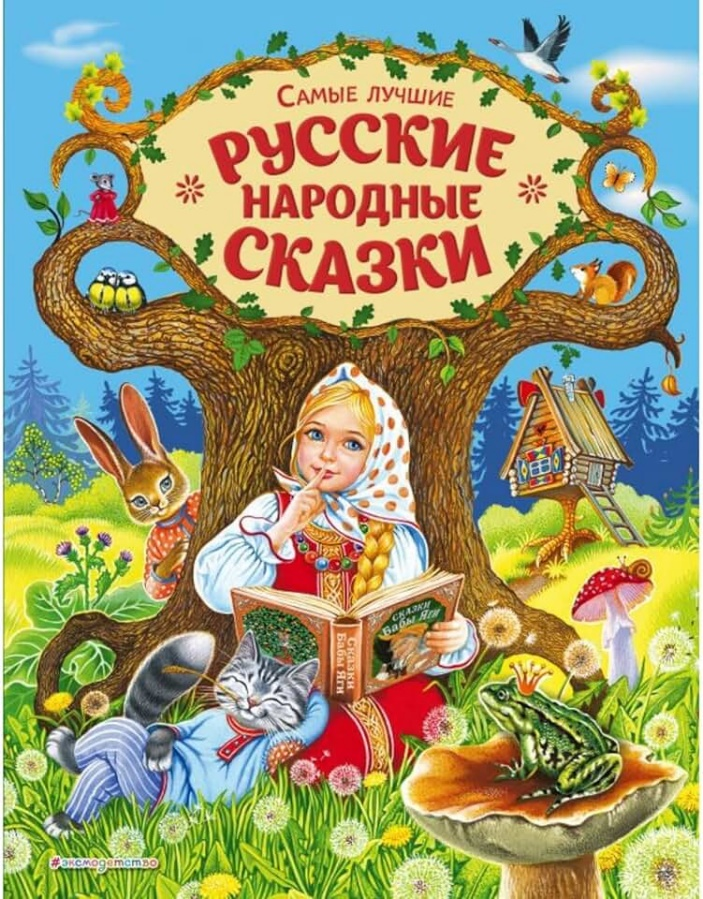 Самые лучшие
РУССКИЕ
НАРОДНЫЕ
СКАЗКИ
Сказки
Бабы Яги
Сказки
Бабы Яги
#эксмодетство